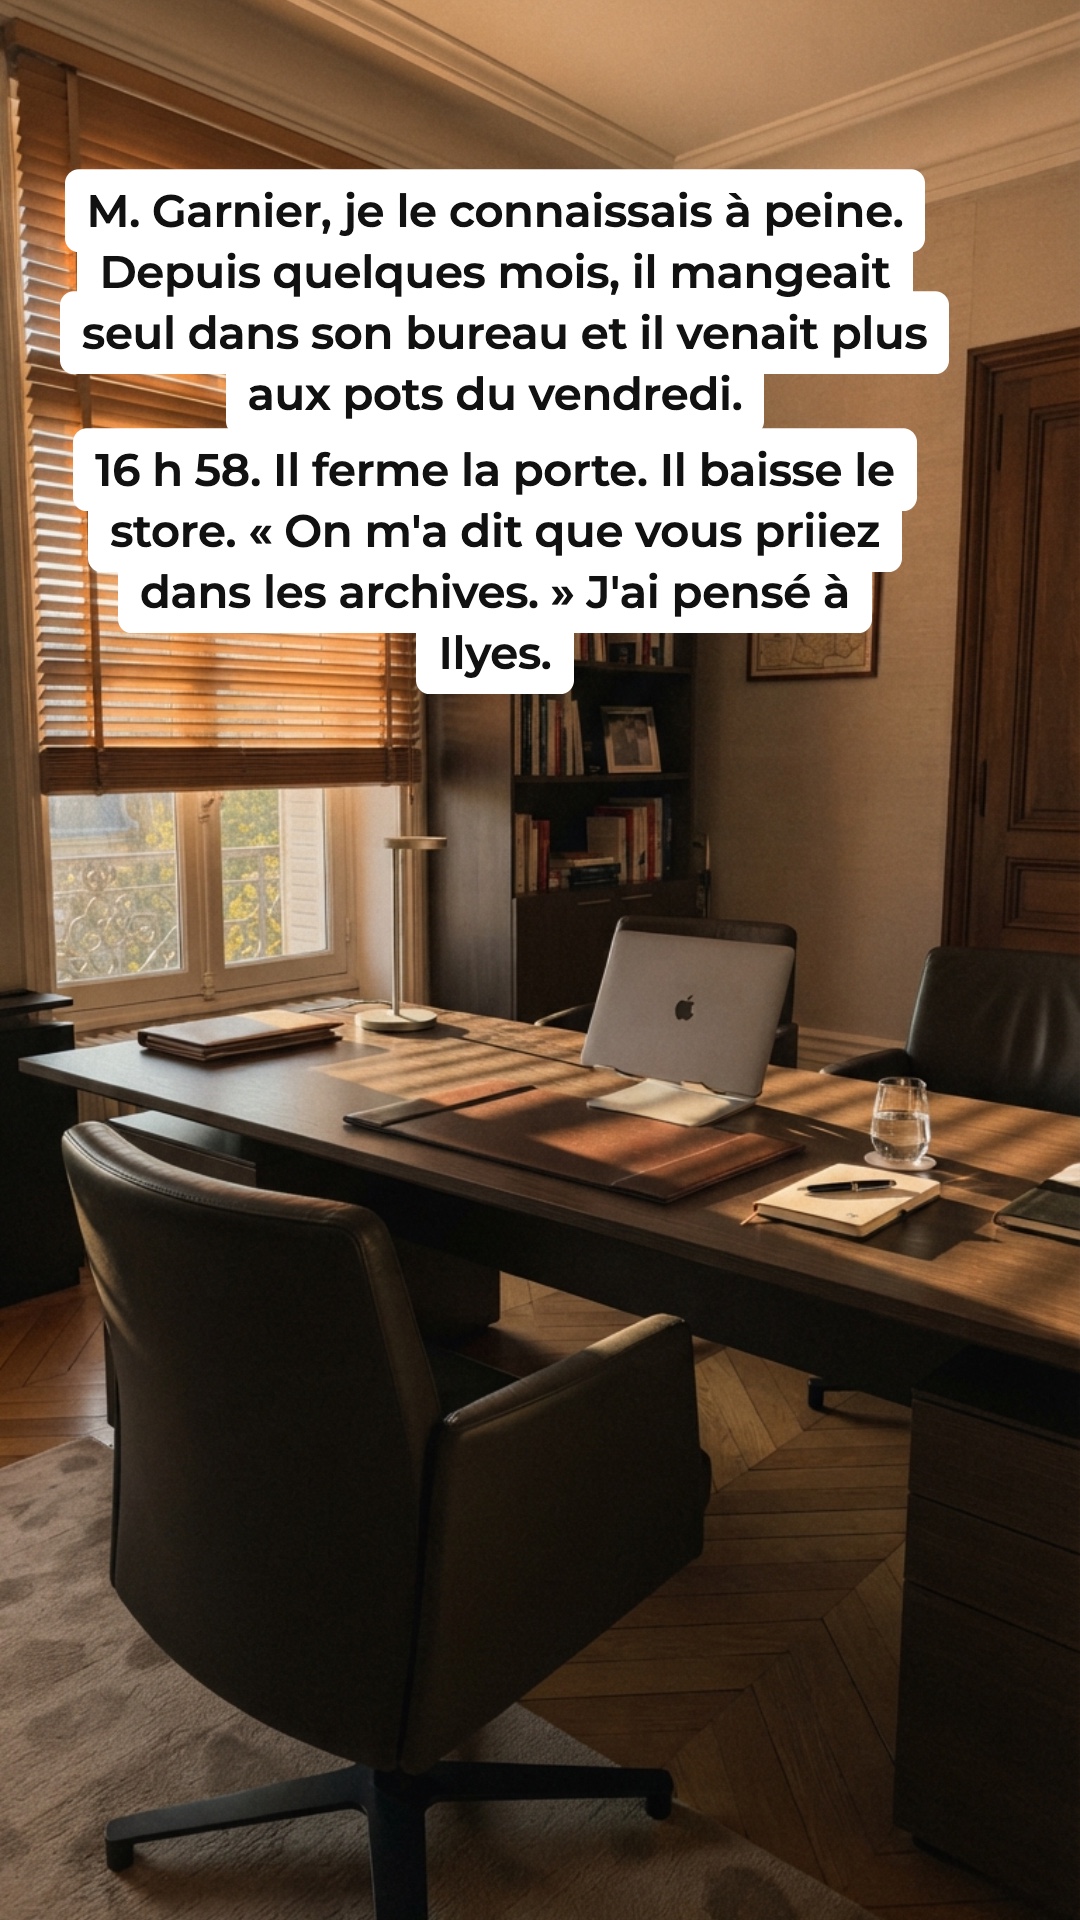 M. Garnier, je le connaissais à peine.
Depuis quelques mois, il mangeait
seul dans son bureau et il venait plus
aux pots du vendredi.
16 h 58. Il ferme la porte. Il baisse le
store. « On m'a dit que vous priiez
dans les archives. » J'ai pensé à
Ilyes.